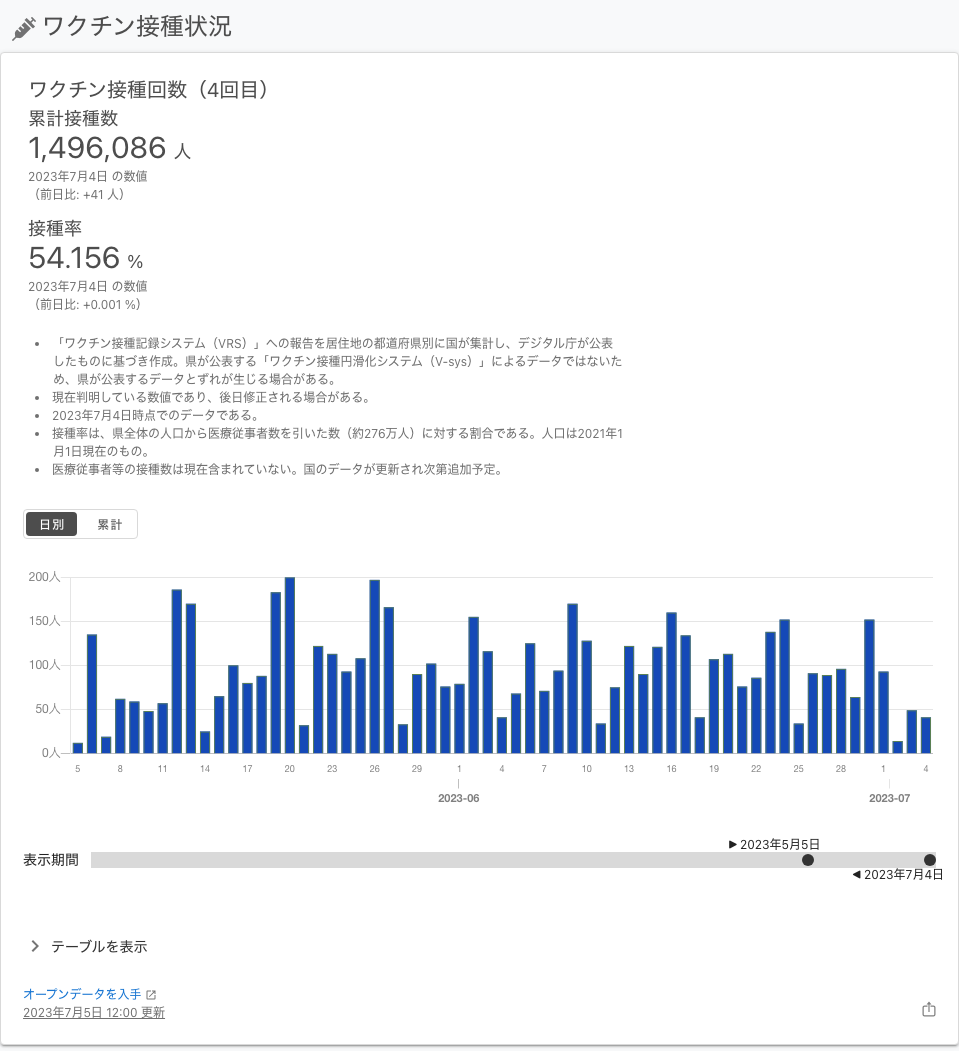 ワクチン接種状況
ワクチン接種回数（4回目）
累計接種数
1,496,086 人
2023年7月4日 の数値
（前日比: +41 人）
接種率
54.156 %
2023年7月4日 の数値
（前日比: +0.001 %）
• 「ワクチン接種記録システム（VRS）」への報告を居住地の都道府県別に国が集計し、デジタル庁が公表
したものに基づき作成。県が公表する「ワクチン接種円滑化システム（V-sys）」によるデータではないた
め、県が公表するデータとずれが生じる場合がある。
• 現在判明している数値であり、後日修正される場合がある。
• 2023年7月4日時点でのデータである。
• 接種率は、県全体の人口から医療従事者数を引いた数（約276万人）に対する割合である。人口は2021年1
月1日現在のもの。
• 医療従事者等の接種数は現在含まれていない。国のデータが更新され次第追加予定。
日別 累計
200人
150人
100人
50人
0人
5 8 11 14 17 20 23 26 29 1 4 7 10 13 16 19 22 25 28 1 4
2023-06 2023-07
▶ 2023年5月5日
表示期間
◀ 2023年7月4日
テーブルを表示
オープンデータを入手
2023年7月5日 12:00 更新